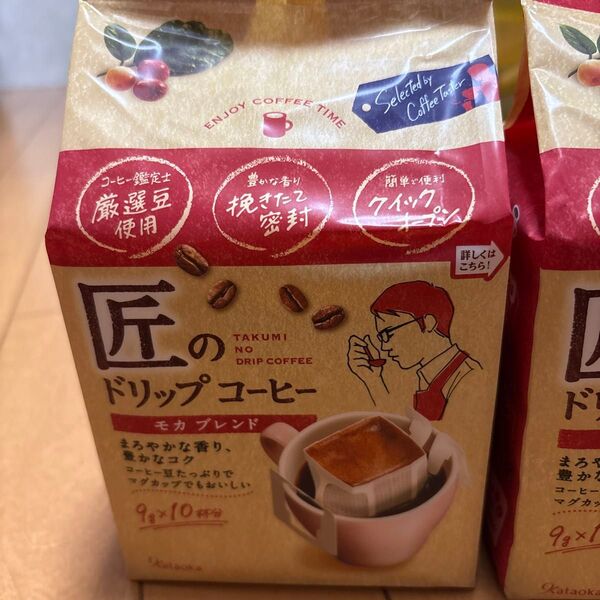 ENJOY COFFEE TIME
Selected by
Coffee Taster
コーヒー鑑定士
厳選豆
使用
豊かな香り
挽きたて
密封
簡単で便利
クイック
オープン
詳しくは
こちら!
匠の
TAKUMI
NO
DRIP COFFEE
ドリップ コーヒー
モカ ブレンド
まろやかな香り、
豊かなコク
コーヒー豆たっぷりで
マグカップでもおいしい
9g×10杯分
Kataoka
匠
ドリ
まろや
豊かな
コーヒー
マグカッ
9g×1
Kataoka